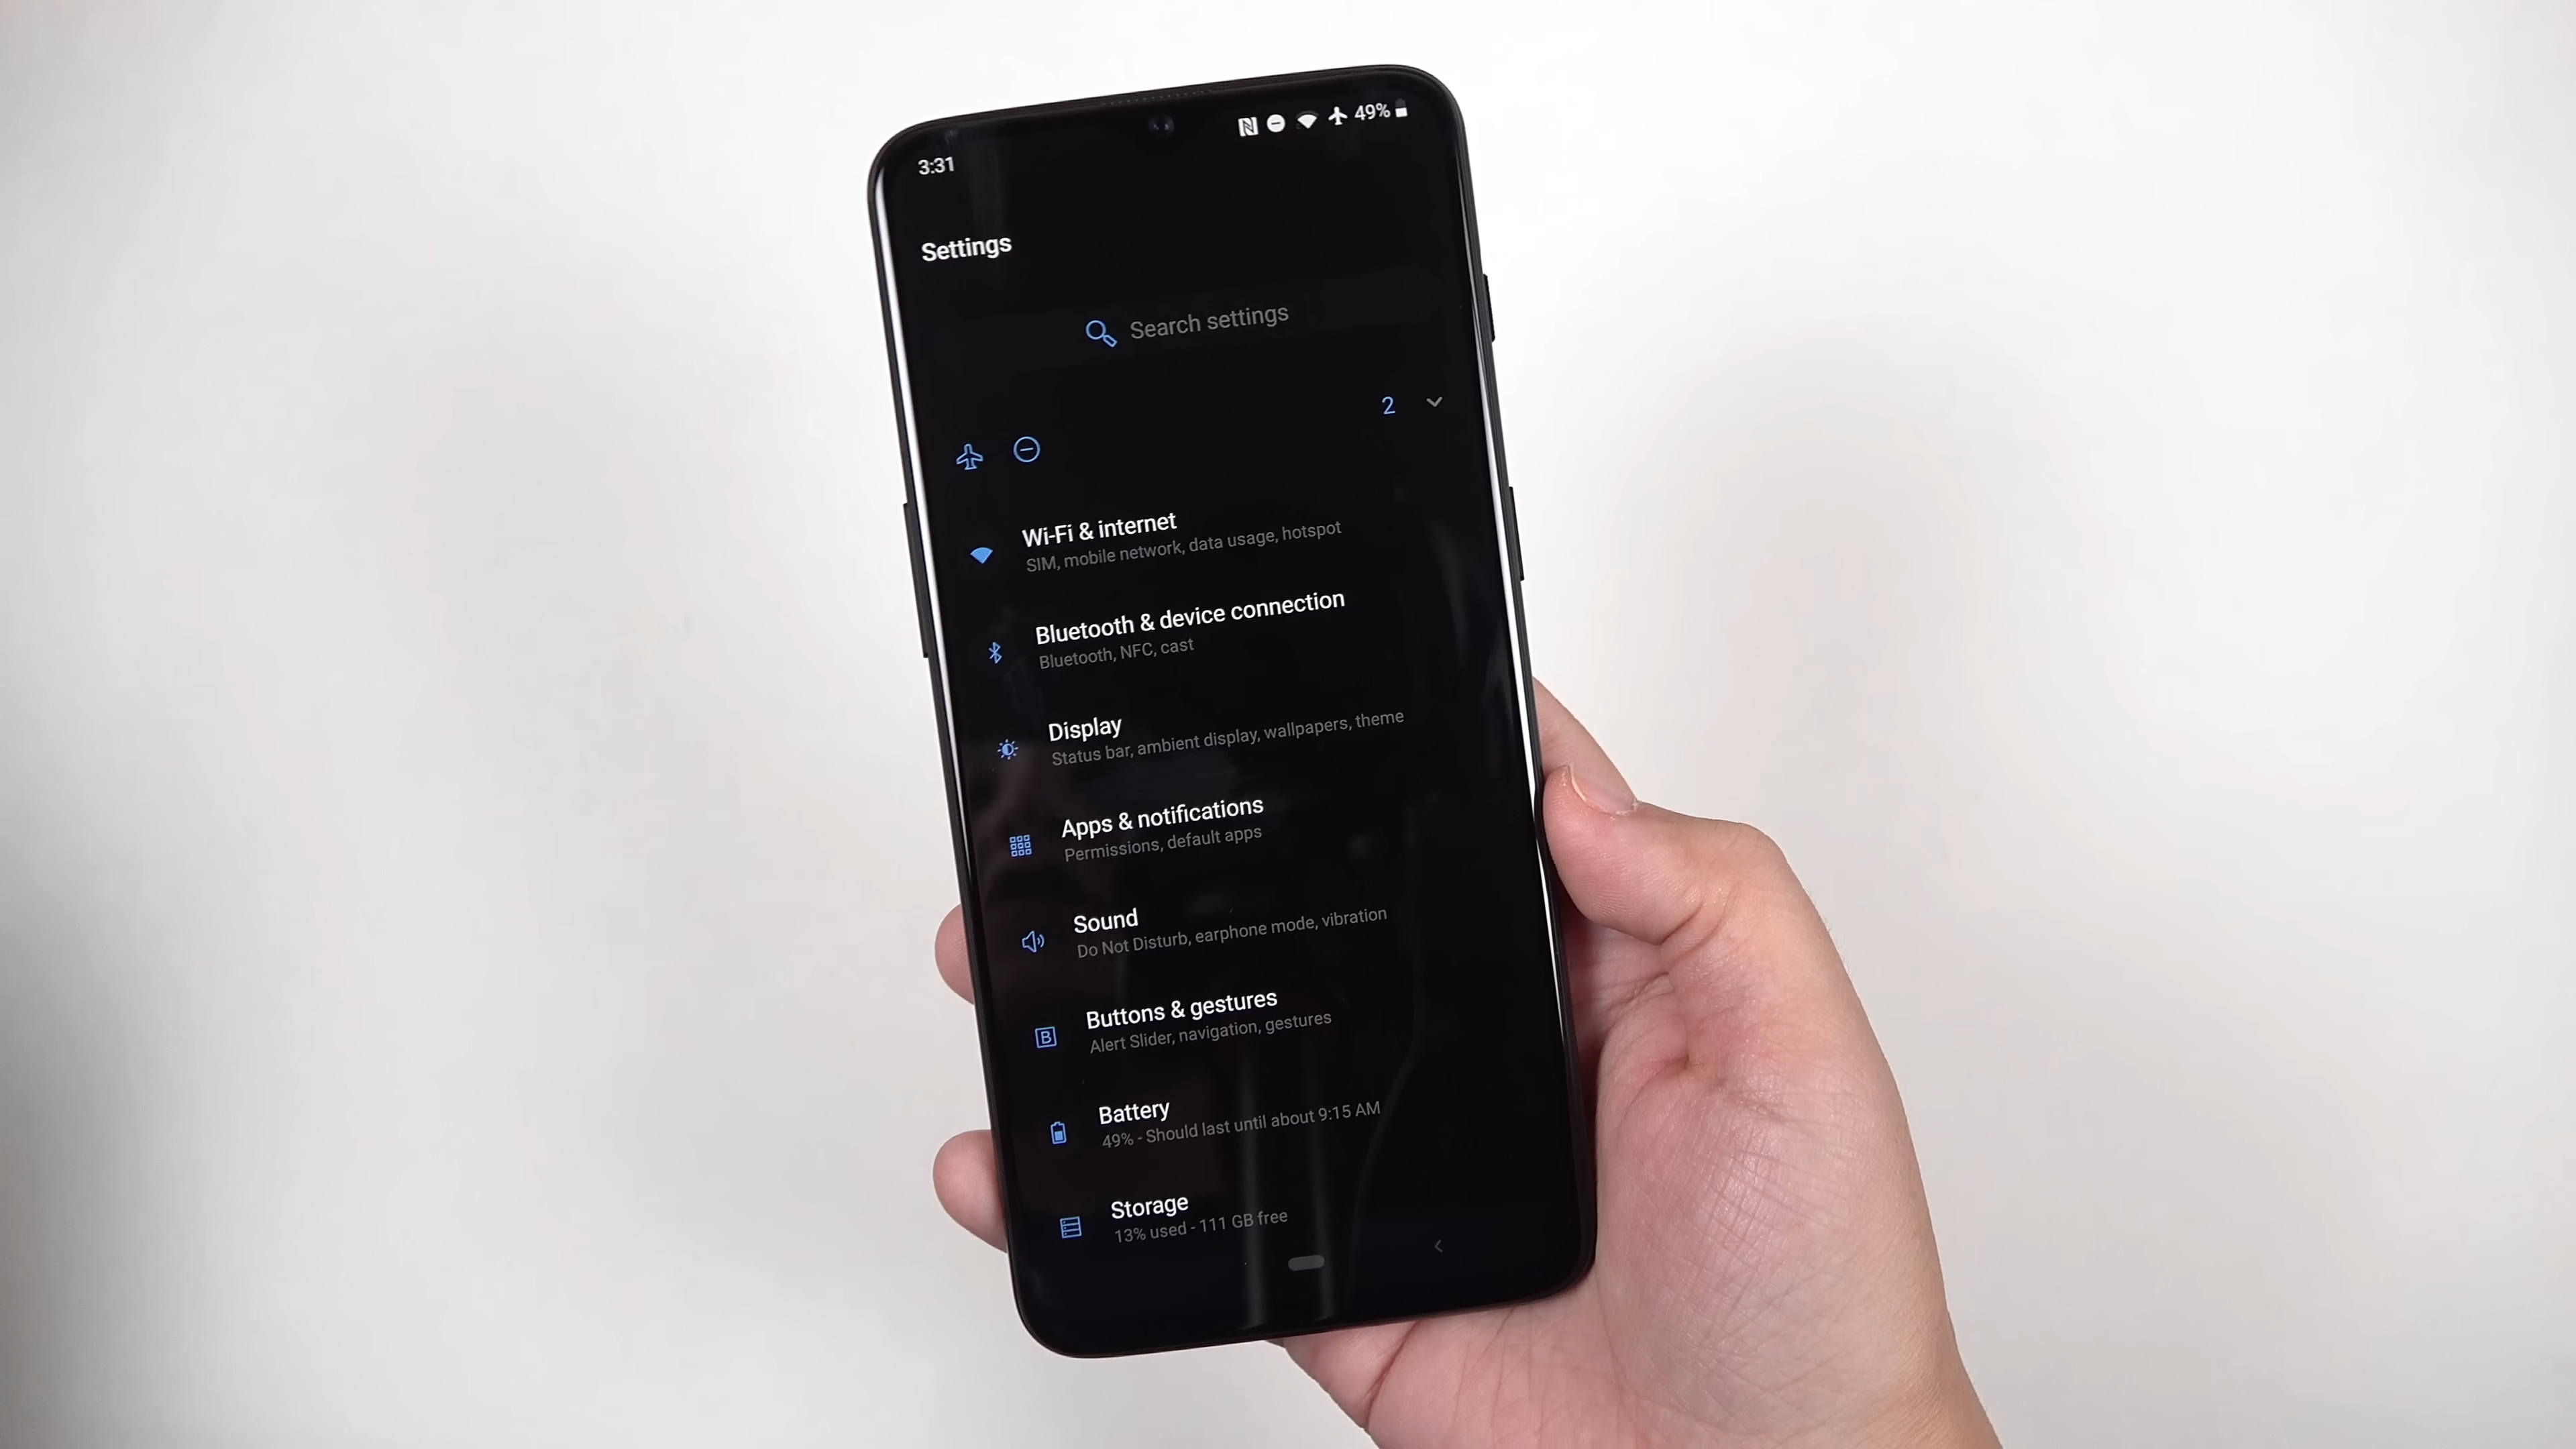 3:31
49%
Settings
Search settings
2
Wi-Fi & internet
SIM, mobile network, data usage, hotspot
Bluetooth & device connection
Bluetooth, NFC, cast
Display
Status bar, ambient display, wallpapers, theme
Apps & notifications
Permissions, default apps
Sound
Do Not Disturb, earphone mode, vibration
Buttons & gestures
Alert Slider, navigation, gestures
Battery
49% - Should last until about 9:15 AM
Storage
13% used - 111 GB free